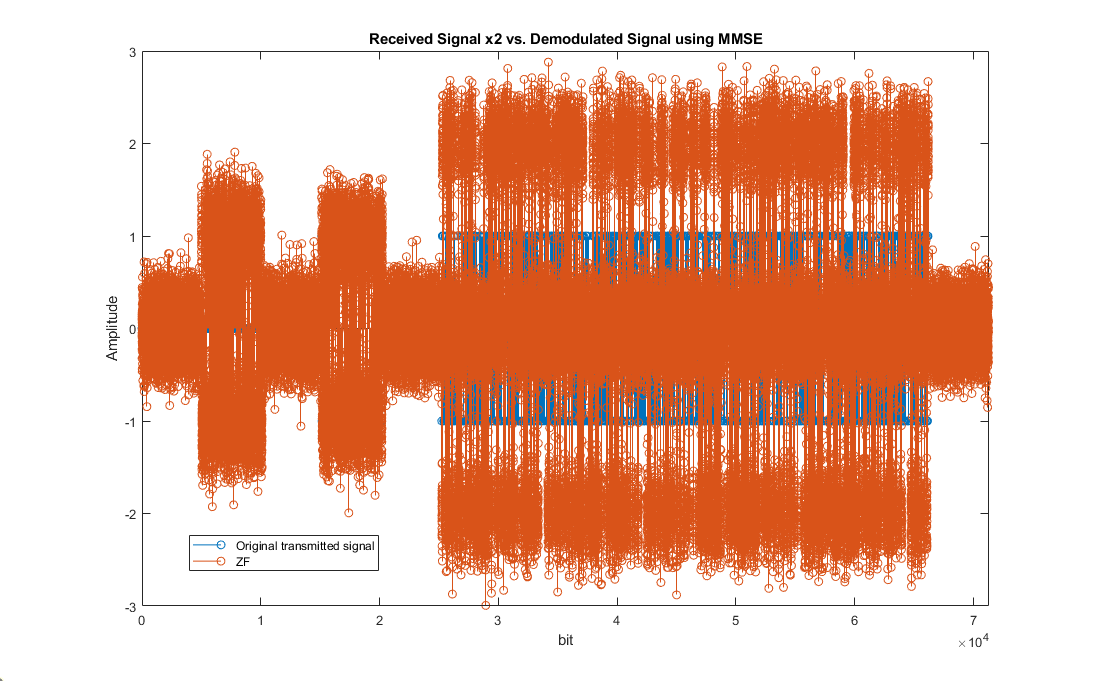 Received Signal x2 vs. Demodulated Signal using MMSE
3
2
1
0
-1
-2
-3
Amplitude
Original transmitted signal
ZF
0 1 2 3 4 5 6 7
bit
×10^4